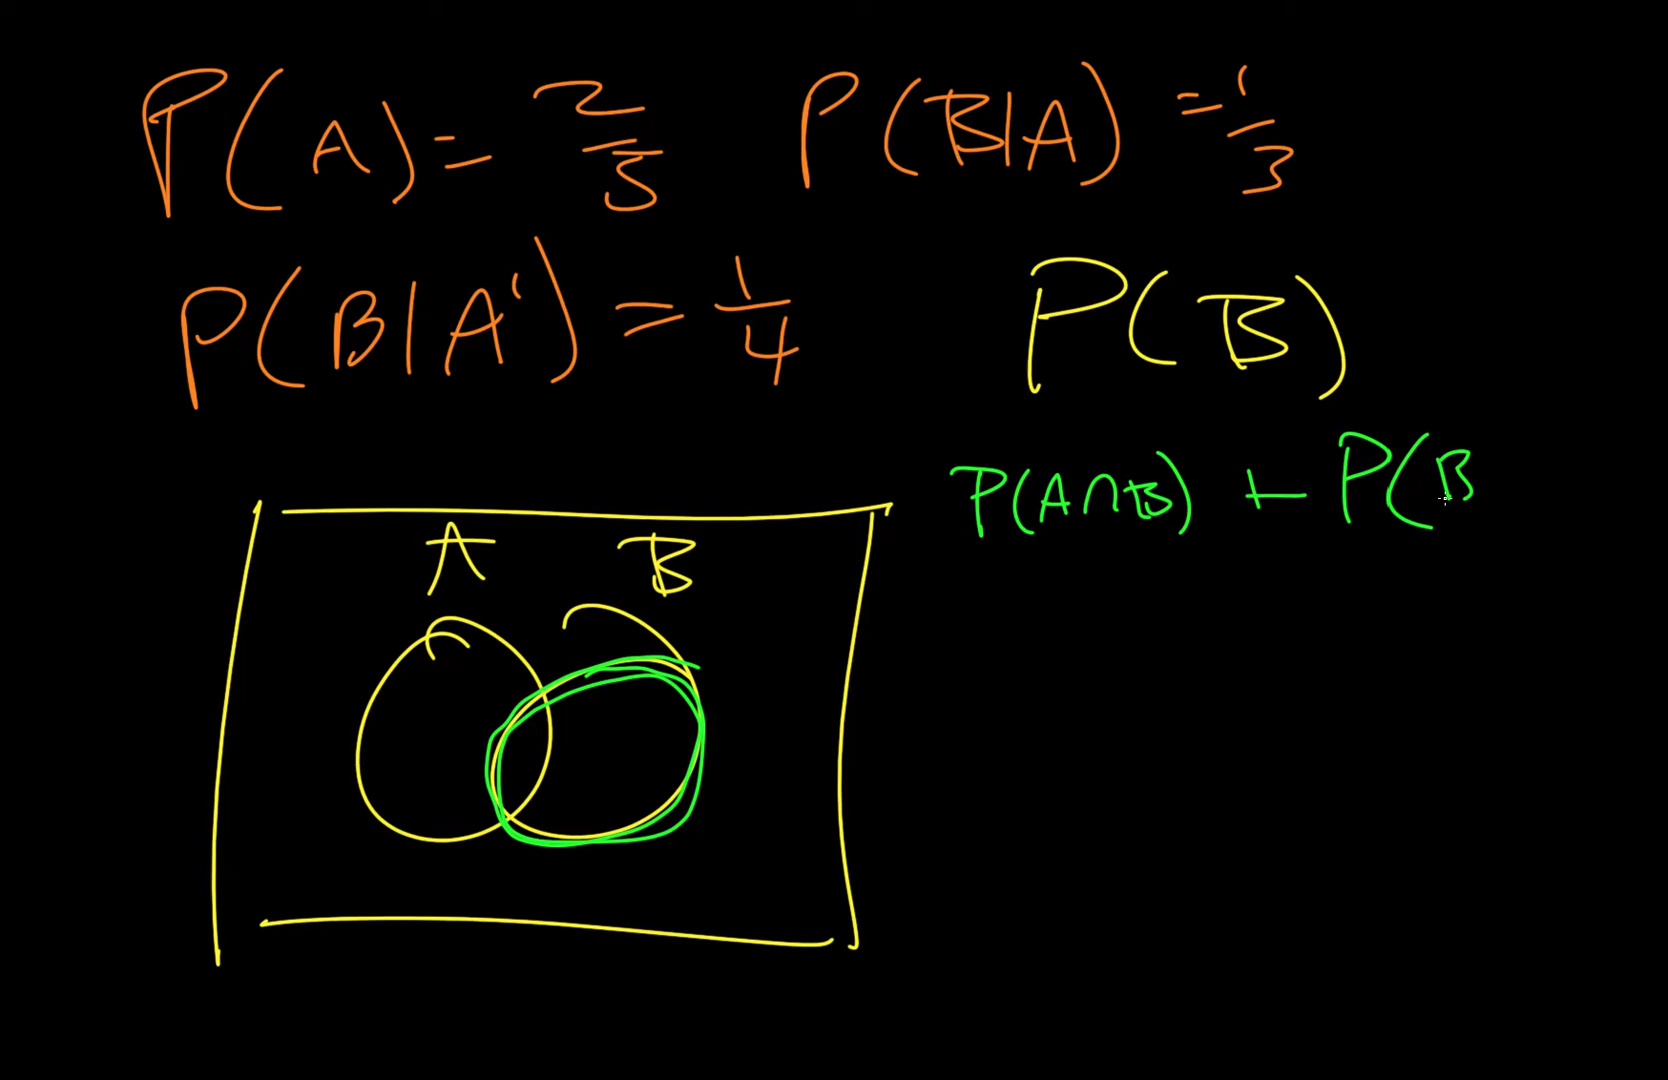 P(A) = 2/5 P(B|A) = 1/3
P(B|A') = 1/4 P(B)
P(A∩B) + P(B
A B